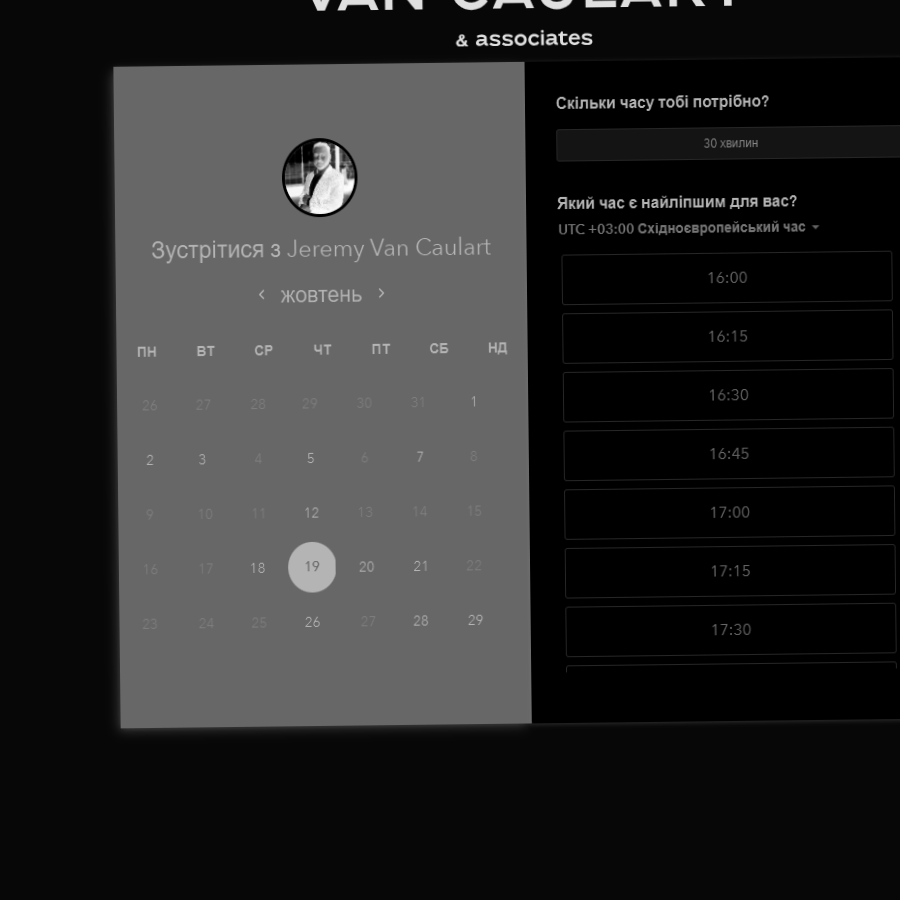 VAN CAULART
& associates
Зустрітися з Jeremy Van Caulart
‹ жовтень ›
ПН ВТ СР ЧТ ПТ СБ НД
26 27 28 29 30 31 1
2 3 4 5 6 7 8
9 10 11 12 13 14 15
16 17 18 19 20 21 22
23 24 25 26 27 28 29
Скільки часу тобі потрібно?
30 хвилин
Який час є найліпшим для вас?
UTC +03:00 Східноєвропейський час
16:00
16:15
16:30
16:45
17:00
17:15
17:30